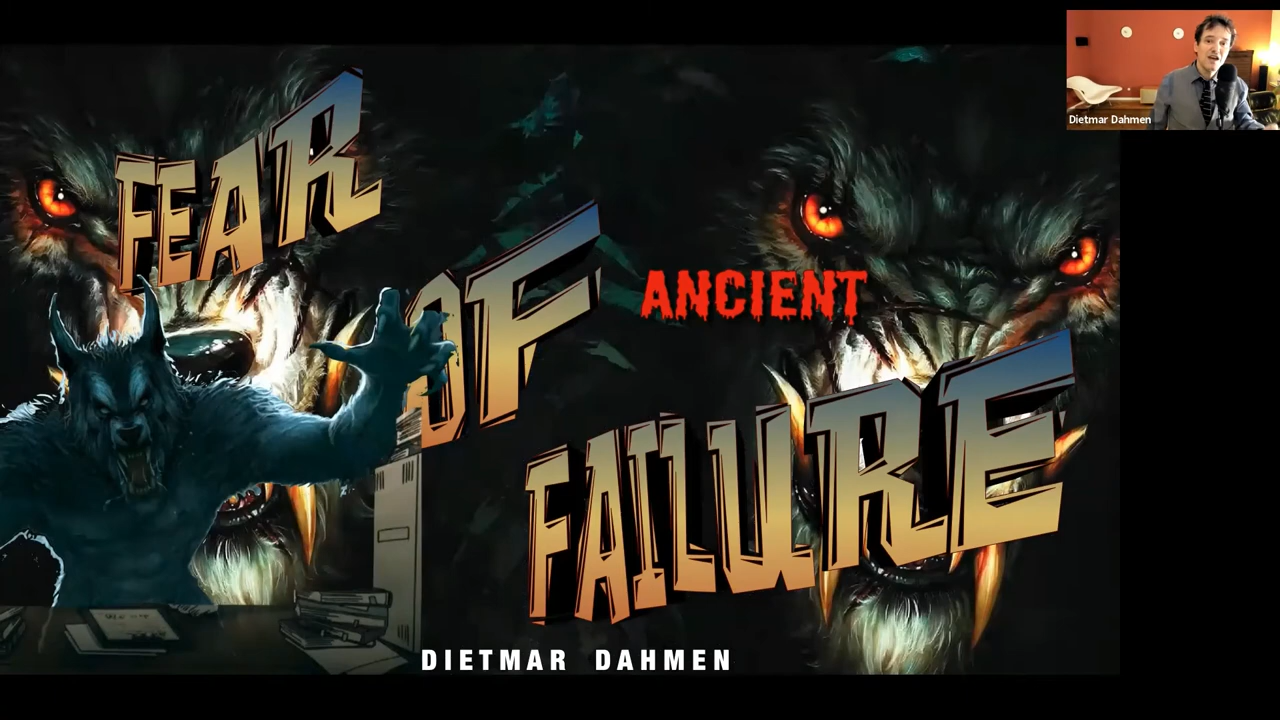 Dietmar Dahmen
FEAR
OF
ANCIENT
FAILURE
DIETMAR DAHMEN